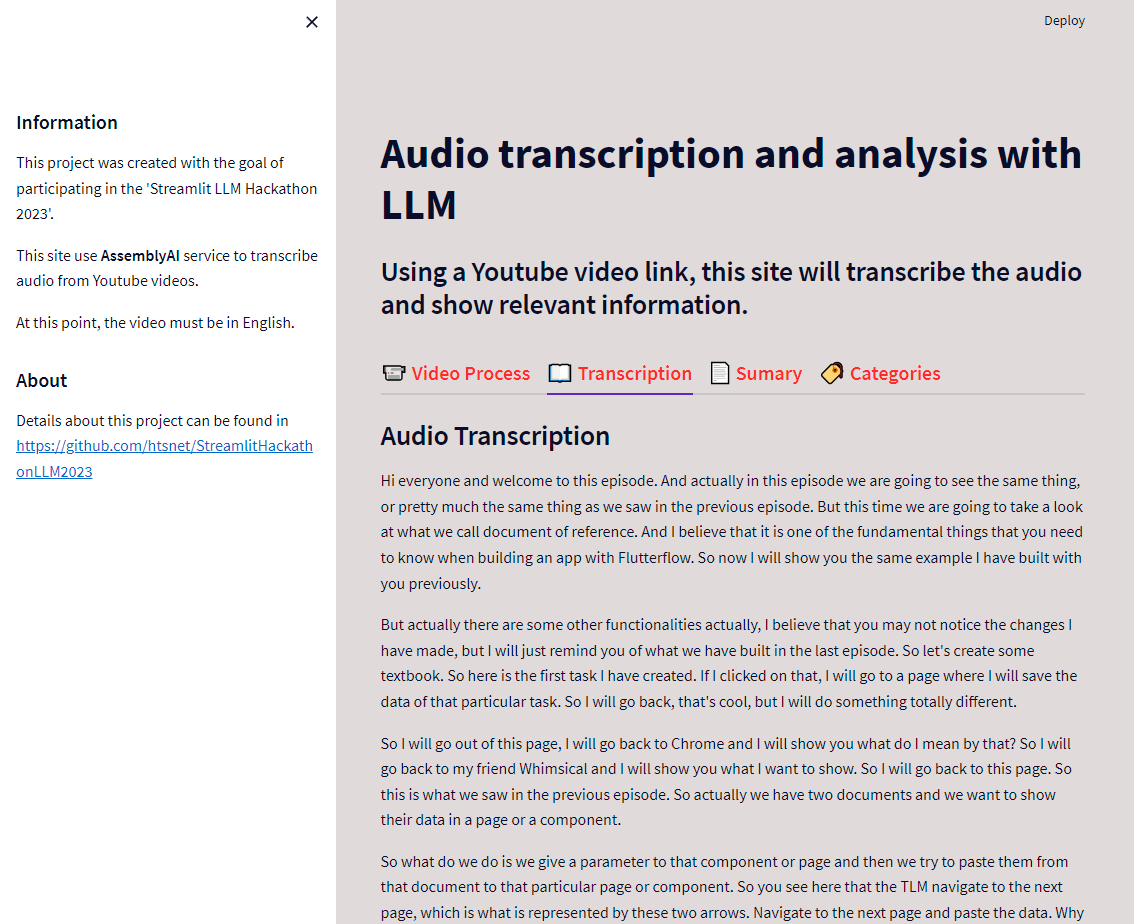 Deploy
Information
This project was created with the goal of
participating in the 'Streamlit LLM Hackathon
2023'.
This site use AssemblyAI service to transcribe
audio from Youtube videos.
At this point, the video must be in English.
About
Details about this project can be found in
https://github.com/htsnet/StreamlitHackath
onLLM2023
Audio transcription and analysis with
LLM
Using a Youtube video link, this site will transcribe the audio
and show relevant information.
Video Process Transcription Sumary Categories
Audio Transcription
Hi everyone and welcome to this episode. And actually in this episode we are going to see the same thing,
or pretty much the same thing as we saw in the previous episode. But this time we are going to take a look
at what we call document of reference. And I believe that it is one of the fundamental things that you need
to know when building an app with Flutterflow. So now I will show you the same example I have built with
you previously.
But actually there are some other functionalities actually, I believe that you may not notice the changes I
have made, but I will just remind you of what we have built in the last episode. So let's create some
textbook. So here is the first task I have created. If I clicked on that, I will go to a page where I will save the
data of that particular task. So I will go back, that's cool, but I will do something totally different.
So I will go out of this page, I will go back to Chrome and I will show you what do I mean by that? So I will
go back to my friend Whimsical and I will show you what I want to show. So I will go back to this page. So
this is what we saw in the previous episode. So actually we have two documents and we want to show
their data in a page or a component.
So what do we do is we give a parameter to that component or page and then we try to paste them from
that document to that particular page or component. So you see here that the TLM navigate to the next
page, which is what is represented by these two arrows. Navigate to the next page and paste the data. Why